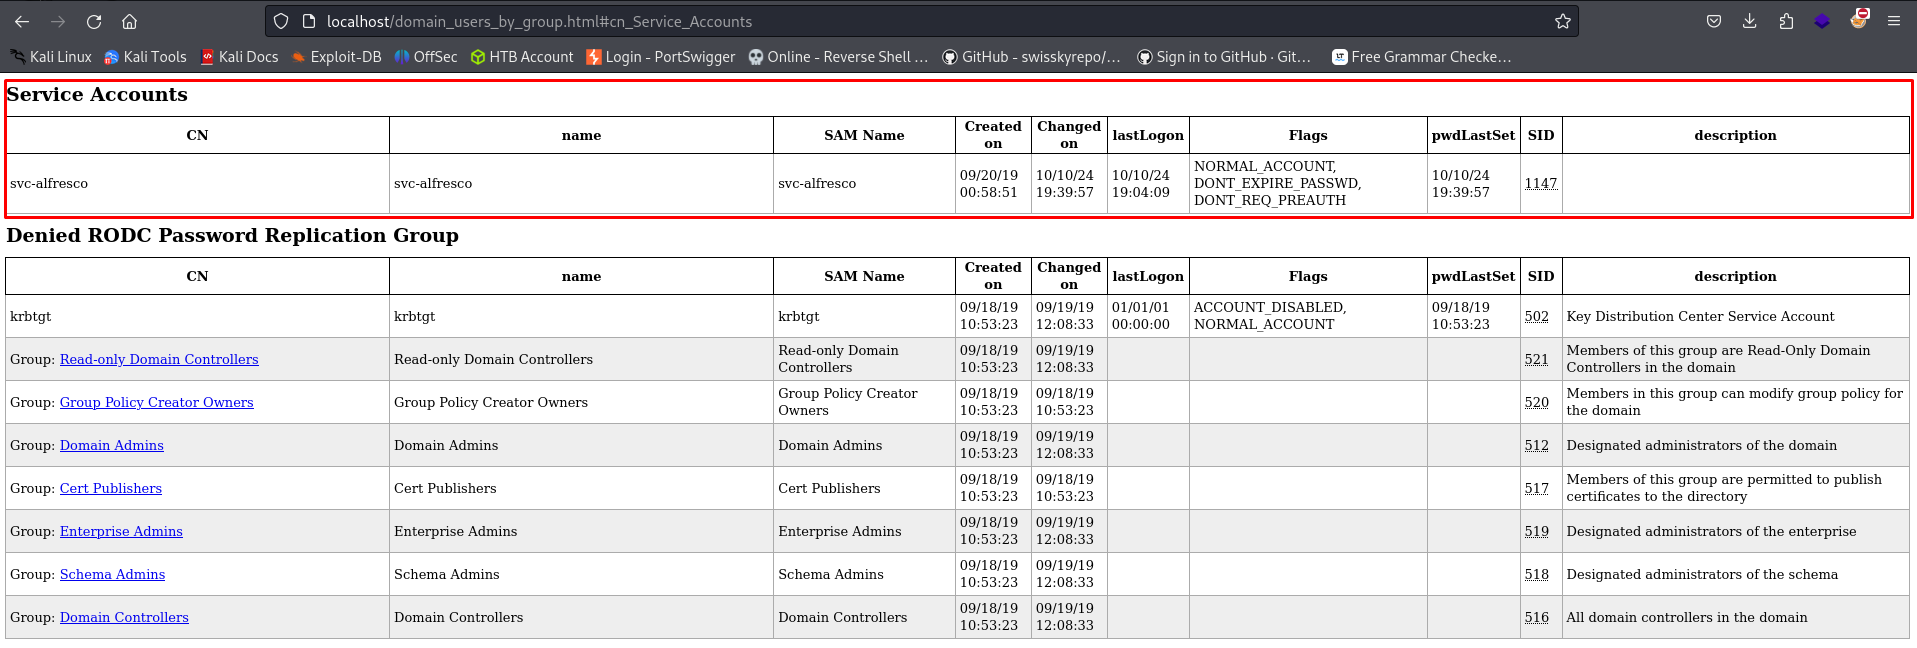 localhost/domain_users_by_group.html#cn_Service_Accounts
Kali Linux Kali Tools Kali Docs Exploit-DB OffSec HTB Account Login - PortSwigger Online - Reverse Shell … GitHub - swisskyrepo/… Sign in to GitHub · Git… Free Grammar Checke…
Service Accounts
CN name SAM Name Created on Changed on lastLogon Flags pwdLastSet SID description
svc-alfresco svc-alfresco svc-alfresco 09/20/19 00:58:51 10/10/24 19:39:57 10/10/24 19:04:09 NORMAL_ACCOUNT, DONT_EXPIRE_PASSWD, DONT_REQ_PREAUTH 10/10/24 19:39:57 1147
Denied RODC Password Replication Group
CN name SAM Name Created on Changed on lastLogon Flags pwdLastSet SID description
krbtgt krbtgt krbtgt 09/18/19 10:53:23 09/19/19 12:08:33 01/01/01 00:00:00 ACCOUNT_DISABLED, NORMAL_ACCOUNT 09/18/19 10:53:23 502 Key Distribution Center Service Account
Group: Read-only Domain Controllers Read-only Domain Controllers Read-only Domain Controllers 09/18/19 10:53:23 09/19/19 12:08:33 521 Members of this group are Read-Only Domain Controllers in the domain
Group: Group Policy Creator Owners Group Policy Creator Owners Group Policy Creator Owners 09/18/19 10:53:23 09/18/19 10:53:23 520 Members in this group can modify group policy for the domain
Group: Domain Admins Domain Admins Domain Admins 09/18/19 10:53:23 09/19/19 12:08:33 512 Designated administrators of the domain
Group: Cert Publishers Cert Publishers Cert Publishers 09/18/19 10:53:23 09/18/19 10:53:23 517 Members of this group are permitted to publish certificates to the directory
Group: Enterprise Admins Enterprise Admins Enterprise Admins 09/18/19 10:53:23 09/19/19 12:08:33 519 Designated administrators of the enterprise
Group: Schema Admins Schema Admins Schema Admins 09/18/19 10:53:23 09/19/19 12:08:33 518 Designated administrators of the schema
Group: Domain Controllers Domain Controllers Domain Controllers 09/18/19 10:53:23 09/19/19 12:08:33 516 All domain controllers in the domain